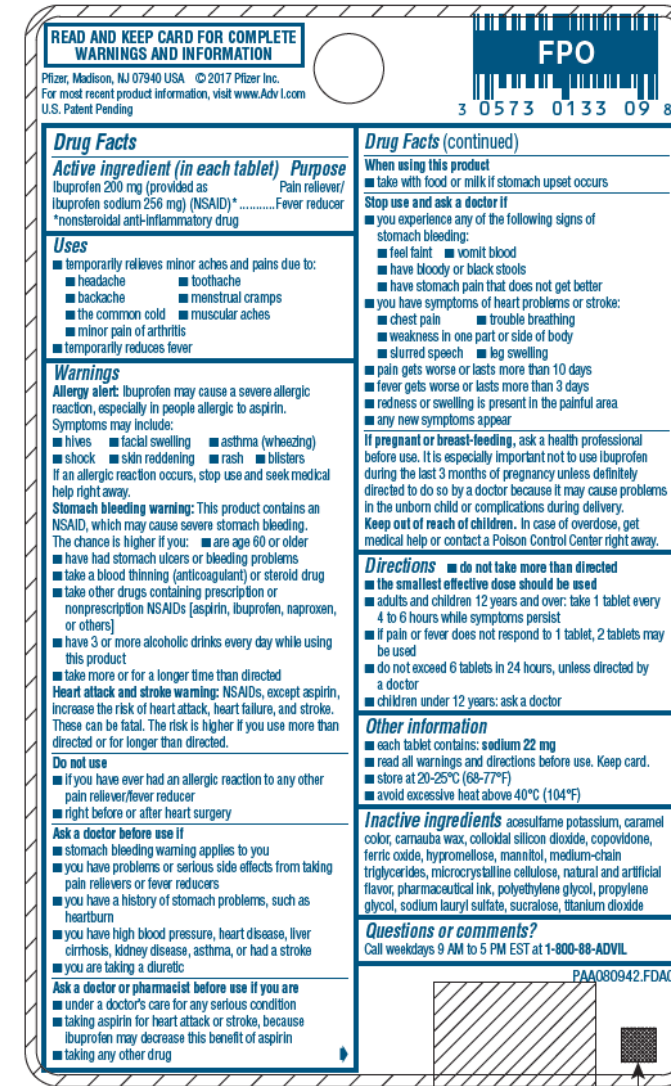 READ AND KEEP CARD FOR COMPLETE
WARNINGS AND INFORMATION
Pfizer, Madison, NJ 07940 USA © 2017 Pfizer Inc.
For most recent product information, visit www.Adv l.com
U.S. Patent Pending
FPO
3 0573 0133 09 8
Drug Facts
Active ingredient (in each tablet) Purpose
Ibuprofen 200 mg (provided as Pain reliever/
ibuprofen sodium 256 mg) (NSAID)* ...........Fever reducer
*nonsteroidal anti-inflammatory drug
Uses
■ temporarily relieves minor aches and pains due to:
■ headache ■ toothache
■ backache ■ menstrual cramps
■ the common cold ■ muscular aches
■ minor pain of arthritis
■ temporarily reduces fever
Warnings
Allergy alert: Ibuprofen may cause a severe allergic
reaction, especially in people allergic to aspirin.
Symptoms may include:
■ hives ■ facial swelling ■ asthma (wheezing)
■ shock ■ skin reddening ■ rash ■ blisters
If an allergic reaction occurs, stop use and seek medical
help right away.
Stomach bleeding warning: This product contains an
NSAID, which may cause severe stomach bleeding.
The chance is higher if you: ■ are age 60 or older
■ have had stomach ulcers or bleeding problems
■ take a blood thinning (anticoagulant) or steroid drug
■ take other drugs containing prescription or
nonprescription NSAIDs [aspirin, ibuprofen, naproxen,
or others]
■ have 3 or more alcoholic drinks every day while using
this product
■ take more or for a longer time than directed
Heart attack and stroke warning: NSAIDs, except aspirin,
increase the risk of heart attack, heart failure, and stroke.
These can be fatal. The risk is higher if you use more than
directed or for longer than directed.
Do not use
■ if you have ever had an allergic reaction to any other
pain reliever/fever reducer
■ right before or after heart surgery
Ask a doctor before use if
■ stomach bleeding warning applies to you
■ you have problems or serious side effects from taking
pain relievers or fever reducers
■ you have a history of stomach problems, such as
heartburn
■ you have high blood pressure, heart disease, liver
cirrhosis, kidney disease, asthma, or had a stroke
■ you are taking a diuretic
Ask a doctor or pharmacist before use if you are
■ under a doctor's care for any serious condition
■ taking aspirin for heart attack or stroke, because
ibuprofen may decrease this benefit of aspirin
■ taking any other drug
Drug Facts (continued)
When using this product
■ take with food or milk if stomach upset occurs
Stop use and ask a doctor if
■ you experience any of the following signs of
stomach bleeding:
■ feel faint ■ vomit blood
■ have bloody or black stools
■ have stomach pain that does not get better
■ you have symptoms of heart problems or stroke:
■ chest pain ■ trouble breathing
■ weakness in one part or side of body
■ slurred speech ■ leg swelling
■ pain gets worse or lasts more than 10 days
■ fever gets worse or lasts more than 3 days
■ redness or swelling is present in the painful area
■ any new symptoms appear
If pregnant or breast-feeding, ask a health professional
before use. It is especially important not to use ibuprofen
during the last 3 months of pregnancy unless definitely
directed to do so by a doctor because it may cause problems
in the unborn child or complications during delivery.
Keep out of reach of children. In case of overdose, get
medical help or contact a Poison Control Center right away.
Directions ■ do not take more than directed
■ the smallest effective dose should be used
■ adults and children 12 years and over: take 1 tablet every
4 to 6 hours while symptoms persist
■ if pain or fever does not respond to 1 tablet, 2 tablets may
be used
■ do not exceed 6 tablets in 24 hours, unless directed by
a doctor
■ children under 12 years: ask a doctor
Other information
■ each tablet contains: sodium 22 mg
■ read all warnings and directions before use. Keep card.
■ store at 20-25°C (68-77°F)
■ avoid excessive heat above 40°C (104°F)
Inactive ingredients acesulfame potassium, caramel
color, carnauba wax, colloidal silicon dioxide, copovidone,
ferric oxide, hypromellose, mannitol, medium-chain
triglycerides, microcrystalline cellulose, natural and artificial
flavor, pharmaceutical ink, polyethylene glycol, propylene
glycol, sodium lauryl sulfate, sucralose, titanium dioxide
Questions or comments?
Call weekdays 9 AM to 5 PM EST at 1-800-88-ADVIL
PAA080942.FDA0